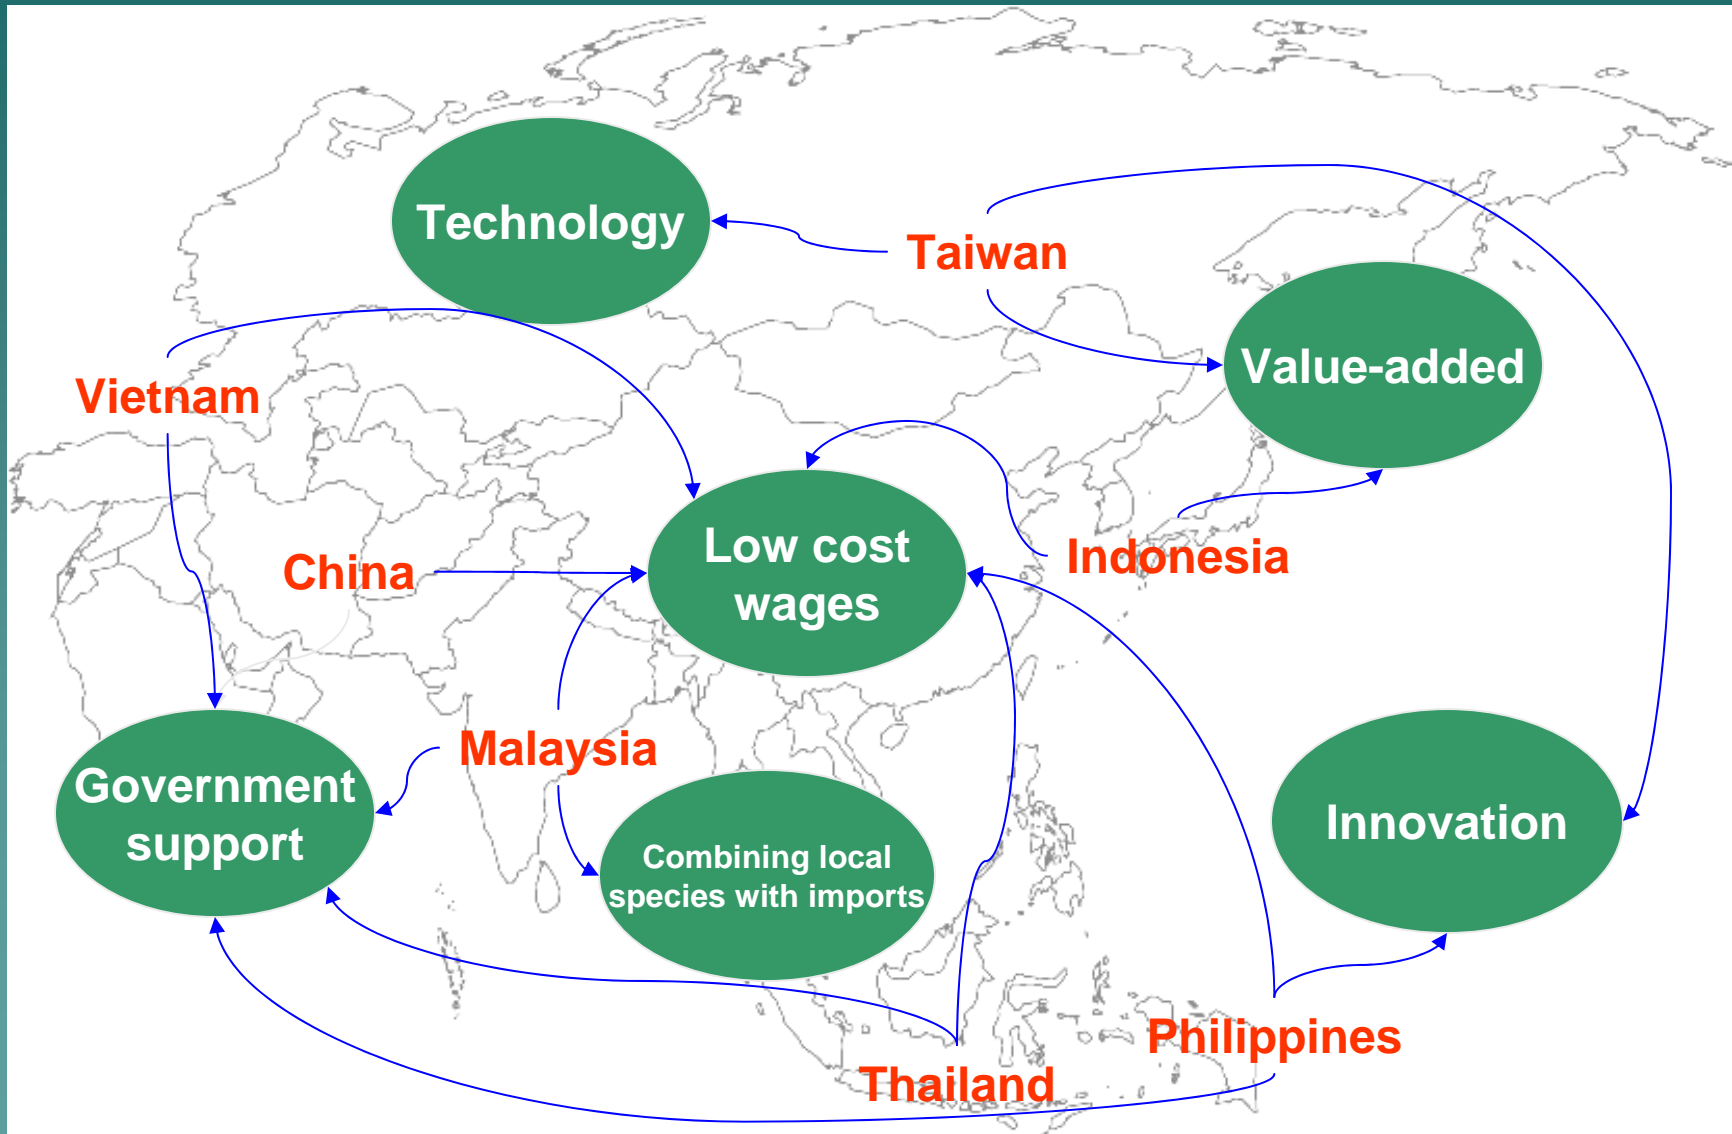 Technology
Taiwan
Value-added
Vietnam
Low cost
wages
Indonesia
China
Malaysia
Government
support
Combining local
species with imports
Innovation
Philippines
Thailand